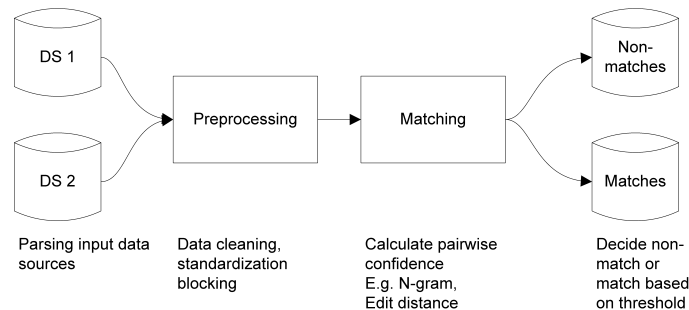 DS 1
DS 2
Preprocessing
Matching
Non-
matches
Matches
Parsing input data
sources
Data cleaning,
standardization
blocking
Calculate pairwise
confidence
E.g. N-gram,
Edit distance
Decide non-
match or
match based
on threshold